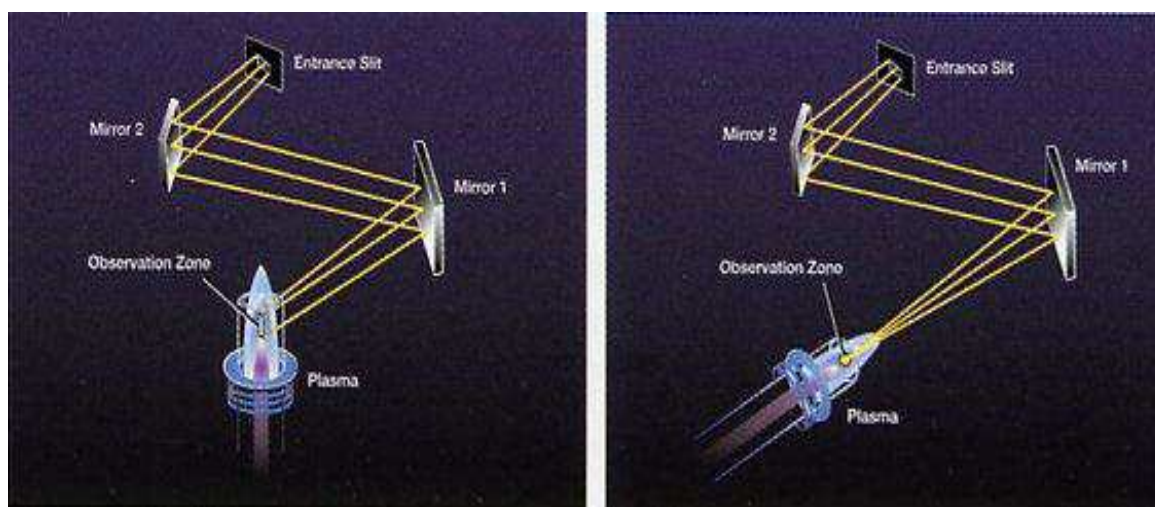 Entrance Slit
Mirror 2
Mirror 1
Observation Zone
Plasma
Entrance Slit
Mirror 2
Mirror 1
Observation Zone
Plasma